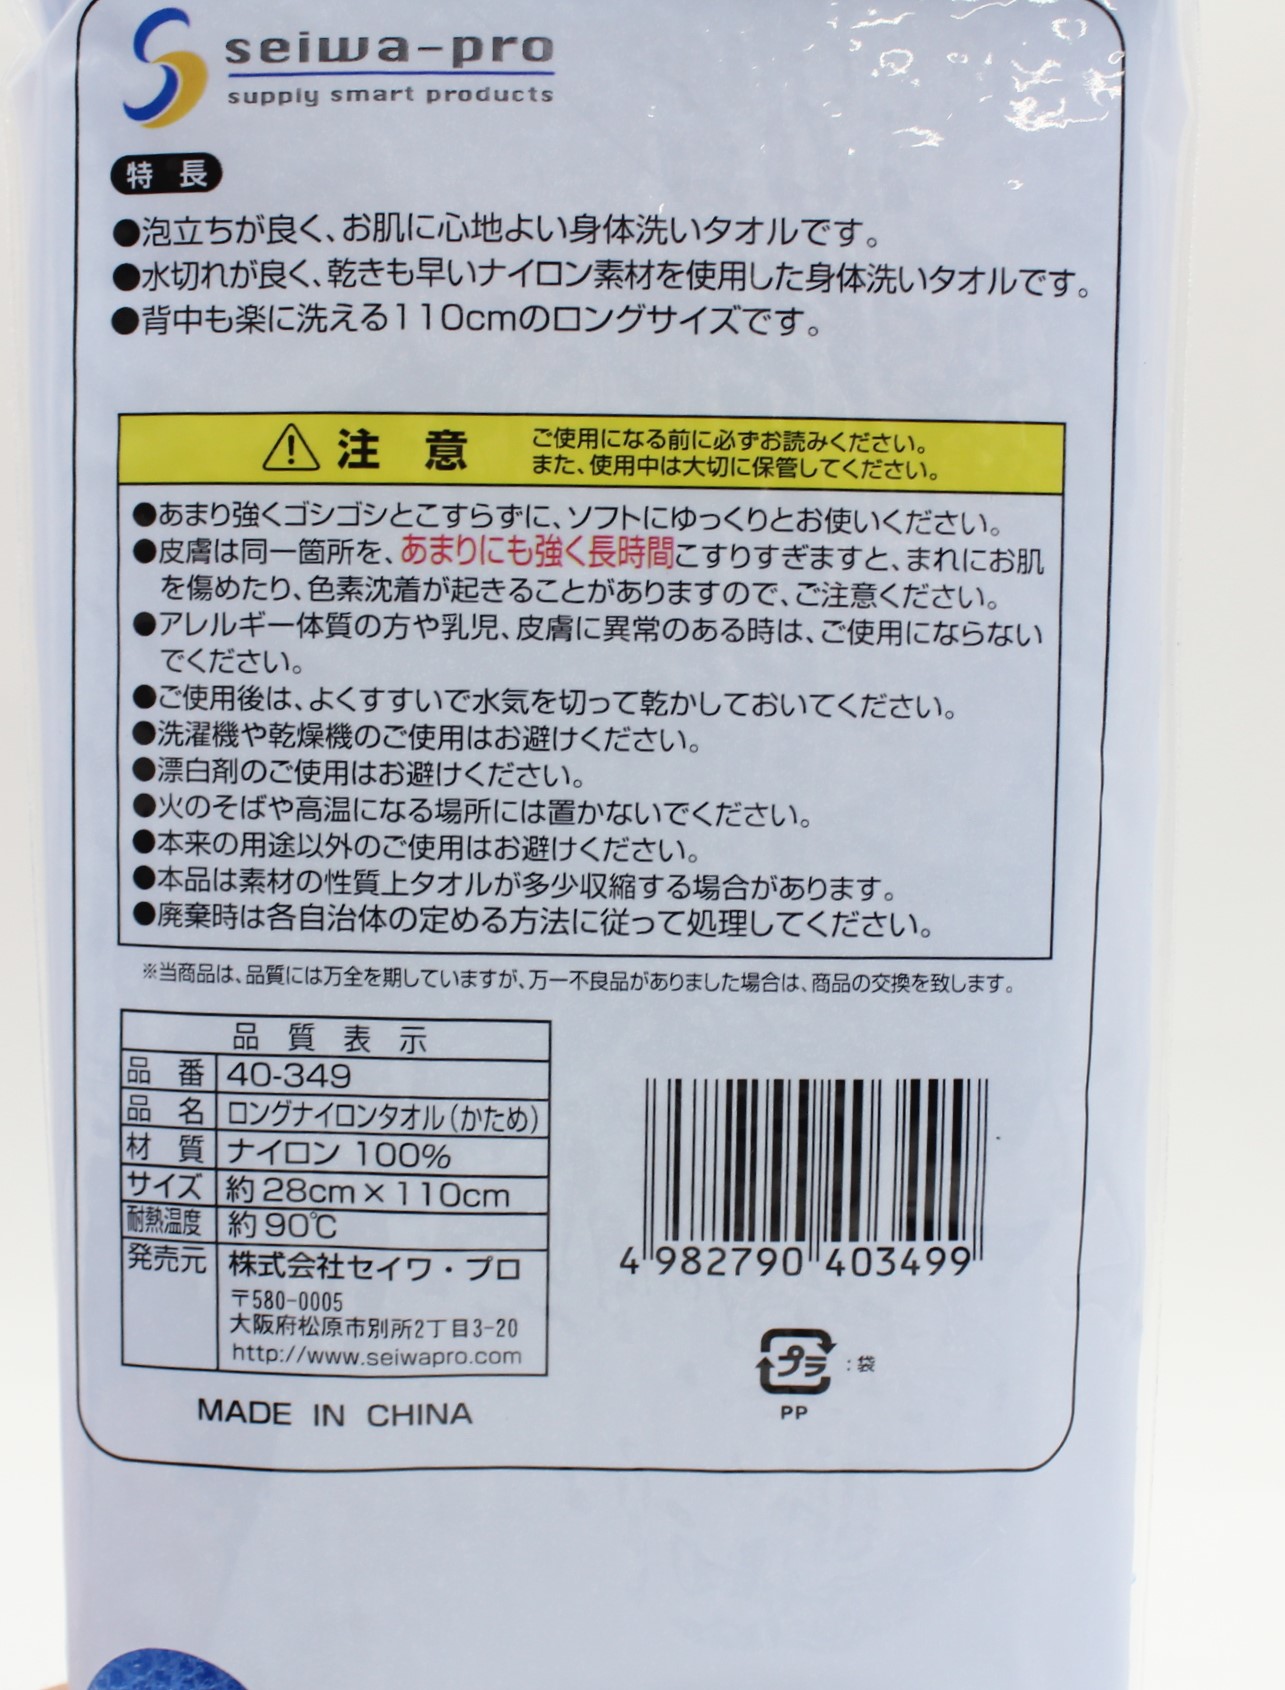 seiwa-pro
supply smart products
特長
●泡立ちが良く、お肌に心地よい身体洗いタオルです。
●水切れが良く、乾きも早いナイロン素材を使用した身体洗いタオルです。
●背中も楽に洗える110cmのロングサイズです。
注意
ご使用になる前に必ずお読みください。
また、使用中は大切に保管してください。
●あまり強くゴシゴシとこすらずに、ソフトにゆっくりとお使いください。
●皮膚は同一箇所を、あまりにも強く長時間こすりすぎますと、まれにお肌
を傷めたり、色素沈着が起きることがありますので、ご注意ください。
●アレルギー体質の方や乳児、皮膚に異常のある時は、ご使用にならない
でください。
●ご使用後は、よくすすいで水気を切って乾かしておいてください。
●洗濯機や乾燥機のご使用はお避けください。
●漂白剤のご使用はお避けください。
●火のそばや高温になる場所には置かないでください。
●本来の用途以外のご使用はお避けください。
●本品は素材の性質上タオルが多少収縮する場合があります。
●廃棄時は各自治体の定める方法に従って処理してください。
※当商品は、品質には万全を期していますが、万一不良品がありました場合は、商品の交換を致します。
品質表示
品番 40-349
品名 ロングナイロンタオル(かため)
材質 ナイロン 100%
サイズ 約28cm×110cm
耐熱温度 約90℃
発売元 株式会社セイワ・プロ
〒580-0005
大阪府松原市別所2丁目3-20
http://www.seiwapro.com
MADE IN CHINA
4 982790 403499
プラ :袋
PP